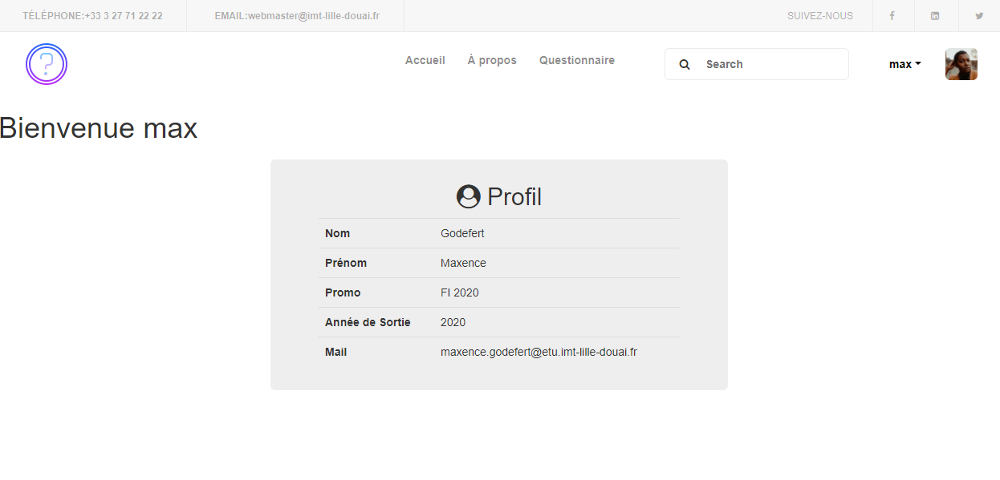 TÉLÉPHONE:+33 3 27 71 22 22 EMAIL:webmaster@imt-lille-douai.fr SUIVEZ-NOUS
?
Accueil À propos Questionnaire Search max
Bienvenue max
Profil
Nom Godefert
Prénom Maxence
Promo FI 2020
Année de Sortie 2020
Mail maxence.godefert@etu.imt-lille-douai.fr